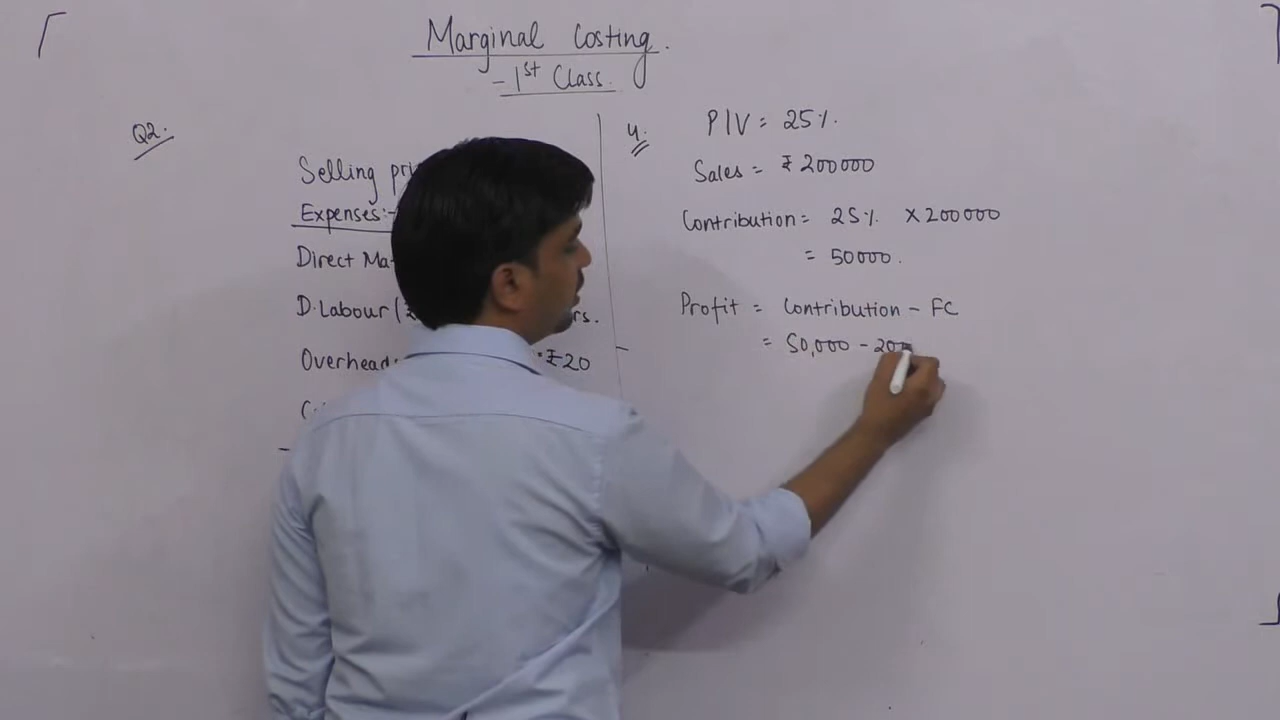 Marginal Costing.
- 1st Class.
Q2.
Selling
Expenses:-
Direct
D. Labour (
Overhead
₹20
4.
P/V = 25%.
Sales = ₹ 200000
Contribution = 25% × 200000
= 50000.
Profit = Contribution - FC
= 50,000 -